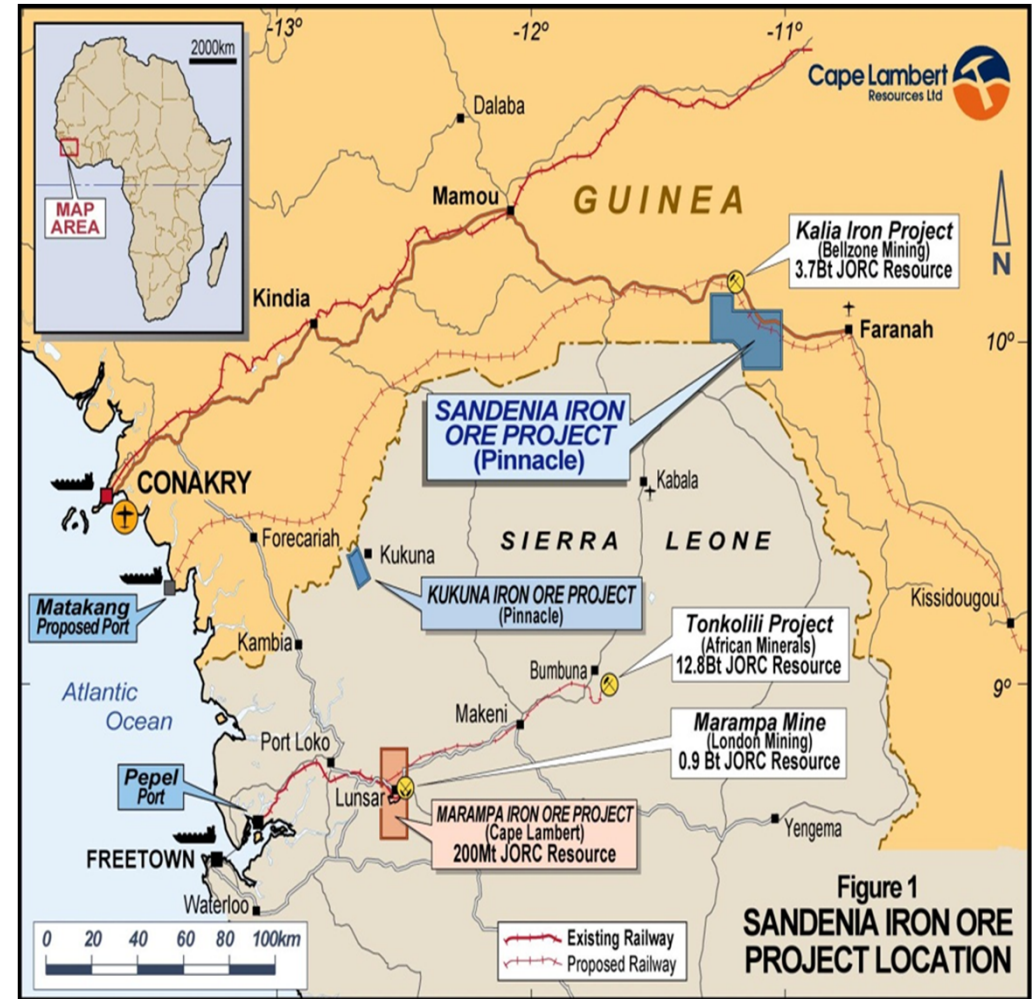 -13º
-12º
-11º
2000km
MAP
AREA
Cape Lambert
Resources Ltd
Dalaba
Mamou
GUINEA
Kalia Iron Project
(Bellzone Mining)
3.7Bt JORC Resource
N
Kindia
Faranah
10º
SANDENIA IRON
ORE PROJECT
(Pinnacle)
CONAKRY
Kabala
Forecariah
SIERRA LEONE
Kukuna
KUKUNA IRON ORE PROJECT
(Pinnacle)
Matakang
Proposed Port
Kissidougou
Tonkolili Project
(African Minerals)
12.8Bt JORC Resource
Kambia
Bumbuna
9º
Atlantic
Ocean
Makeni
Marampa Mine
(London Mining)
0.9 Bt JORC Resource
Port Loko
Pepel
Port
Lunsar
MARAMPA IRON ORE PROJECT
(Cape Lambert)
200Mt JORC Resource
Yengema
FREETOWN
Waterloo
Figure 1
SANDENIA IRON ORE
PROJECT LOCATION
0 20 40 60 80 100km
Existing Railway
Proposed Railway